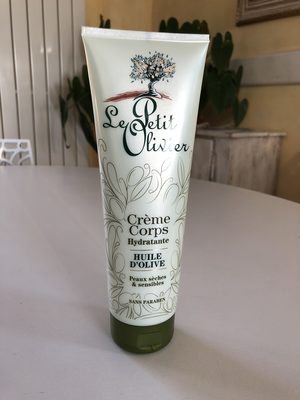 Le Petit
Olivier
Crème
Corps
Hydratante
HUILE
D'OLIVE
Peaux sèches
& sensibles
SANS PARABEN